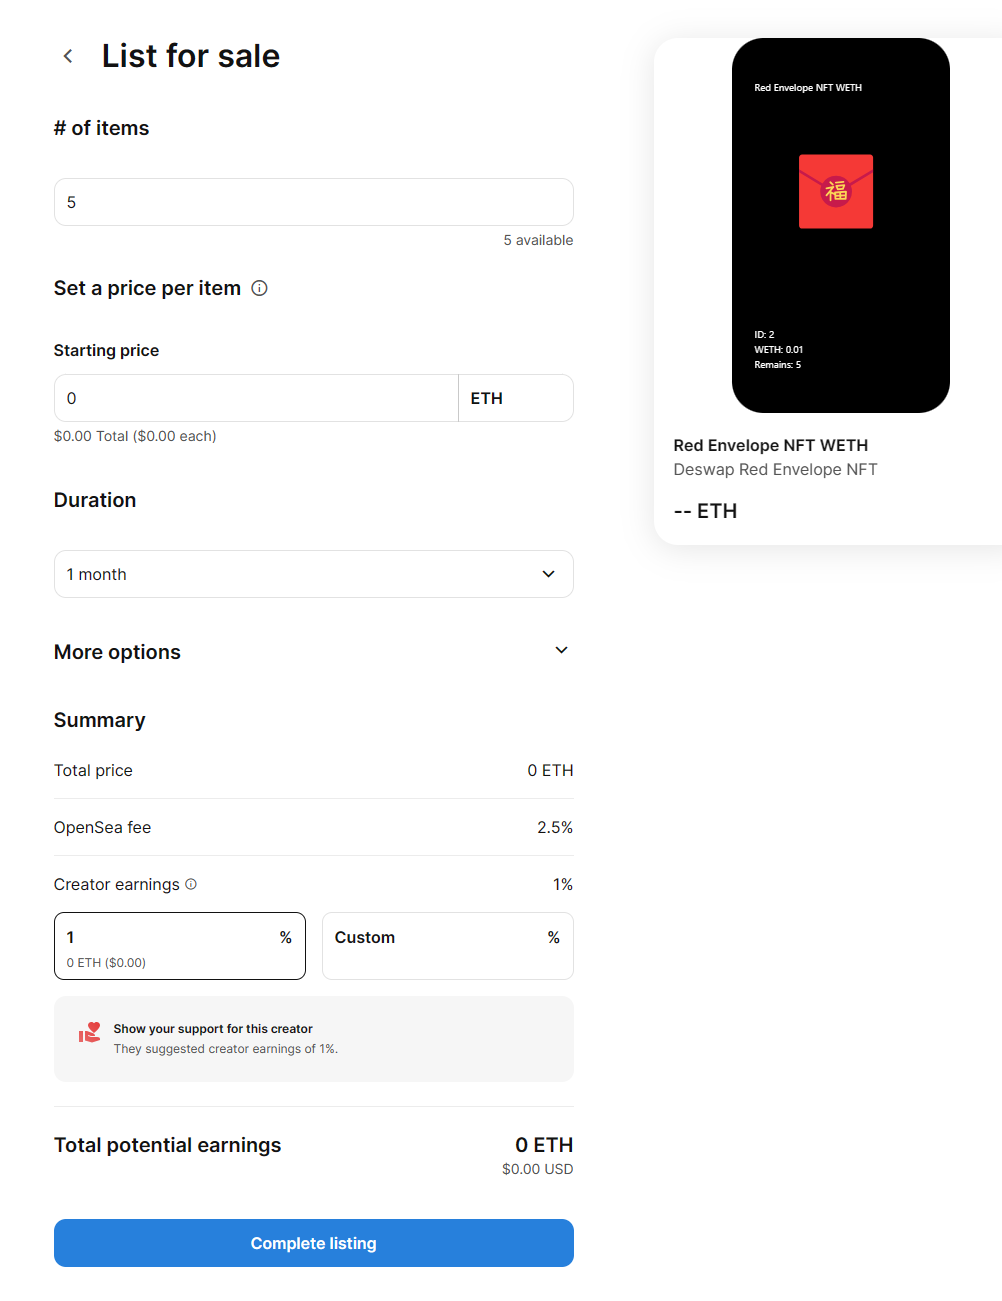 List for sale
# of items
5
5 available
Set a price per item
Starting price
0 ETH
$0.00 Total ($0.00 each)
Duration
1 month
More options
Summary
Total price 0 ETH
OpenSea fee 2.5%
Creator earnings 1%
1 % Custom %
0 ETH ($0.00)
Show your support for this creator
They suggested creator earnings of 1%.
Total potential earnings 0 ETH
$0.00 USD
Complete listing
Red Envelope NFT WETH
福
ID: 2
WETH: 0.01
Remains: 5
Red Envelope NFT WETH
Deswap Red Envelope NFT
-- ETH